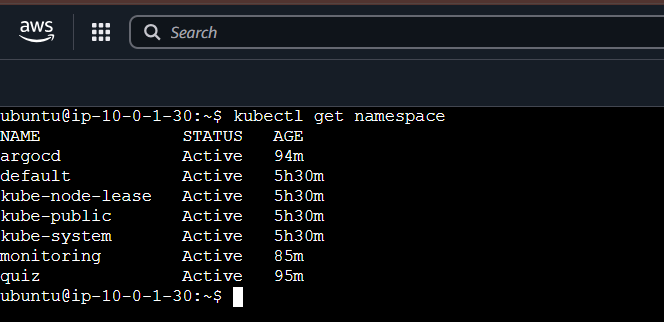 aws
Search
ubuntu@ip-10-0-1-30:~$ kubectl get namespace
NAME STATUS AGE
argocd Active 94m
default Active 5h30m
kube-node-lease Active 5h30m
kube-public Active 5h30m
kube-system Active 5h30m
monitoring Active 85m
quiz Active 95m
ubuntu@ip-10-0-1-30:~$